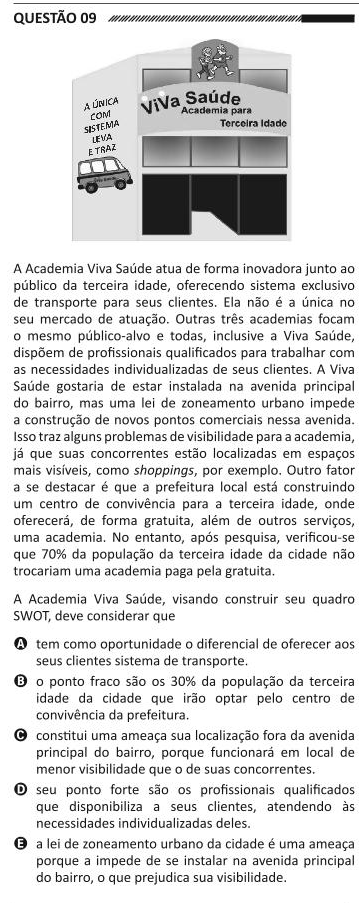 QUESTÃO 09
A ÚNICA
COM
SISTEMA
LEVA
E TRAZ
ViVa Saúde
Academia para
Terceira Idade
Viva Saúde
A Academia Viva Saúde atua de forma inovadora junto ao
público da terceira idade, oferecendo sistema exclusivo
de transporte para seus clientes. Ela não é a única no
seu mercado de atuação. Outras três academias focam
o mesmo público-alvo e todas, inclusive a Viva Saúde,
dispõem de profissionais qualificados para trabalhar com
as necessidades individualizadas de seus clientes. A Viva
Saúde gostaria de estar instalada na avenida principal
do bairro, mas uma lei de zoneamento urbano impede
a construção de novos pontos comerciais nessa avenida.
Isso traz alguns problemas de visibilidade para a academia,
já que suas concorrentes estão localizadas em espaços
mais visíveis, como shoppings, por exemplo. Outro fator
a se destacar é que a prefeitura local está construindo
um centro de convivência para a terceira idade, onde
oferecerá, de forma gratuita, além de outros serviços,
uma academia. No entanto, após pesquisa, verificou-se
que 70% da população da terceira idade da cidade não
trocariam uma academia paga pela gratuita.
A Academia Viva Saúde, visando construir seu quadro
SWOT, deve considerar que
A tem como oportunidade o diferencial de oferecer aos
seus clientes sistema de transporte.
B o ponto fraco são os 30% da população da terceira
idade da cidade que irão optar pelo centro de
convivência da prefeitura.
C constitui uma ameaça sua localização fora da avenida
principal do bairro, porque funcionará em local de
menor visibilidade que o de suas concorrentes.
D seu ponto forte são os profissionais qualificados
que disponibiliza a seus clientes, atendendo às
necessidades individualizadas deles.
E a lei de zoneamento urbano da cidade é uma ameaça
porque a impede de se instalar na avenida principal
do bairro, o que prejudica sua visibilidade.